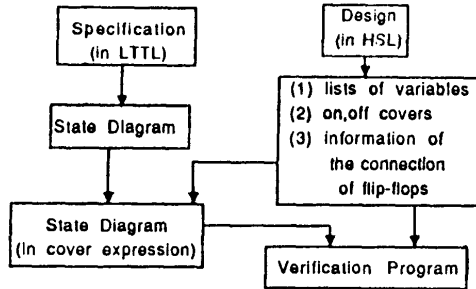 Specification
(in LTTL)
Design
(in HSL)
(1) lists of variables
(2) on,off covers
(3) information of
the connection
of flip-flops
State Diagram
State Diagram
(in cover expression)
Verification Program